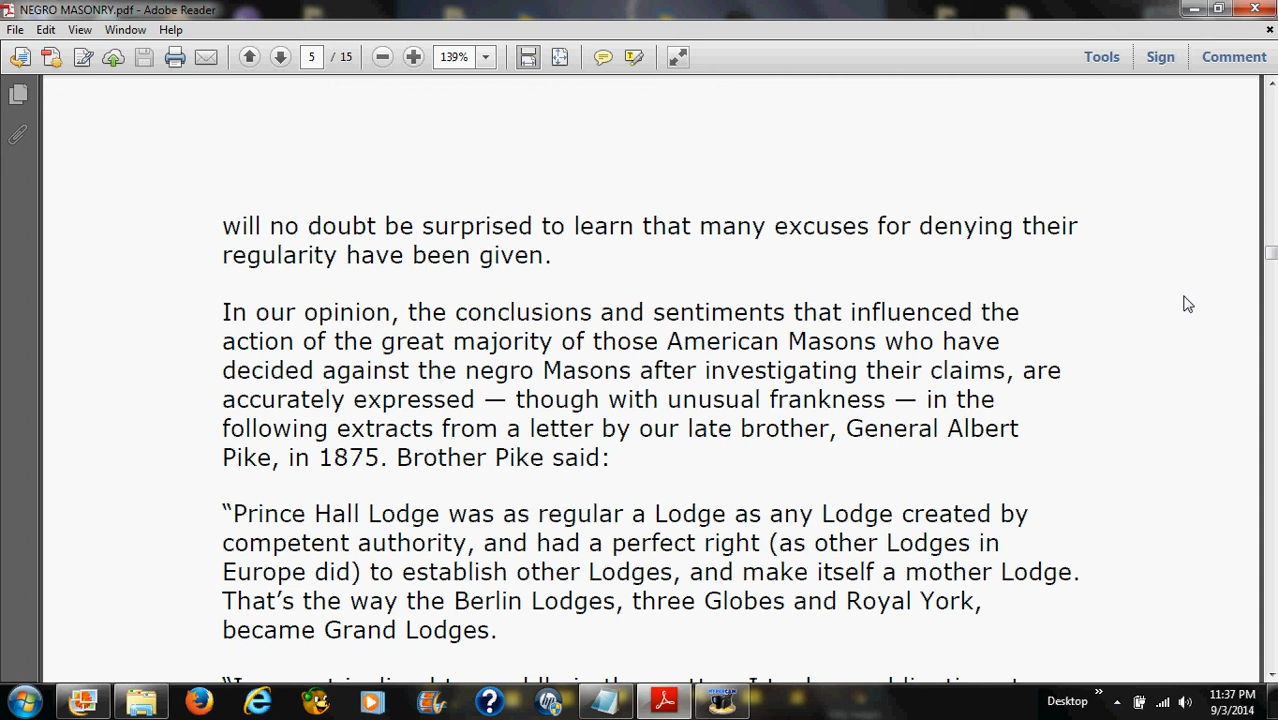 NEGRO MASONRY.pdf - Adobe Reader
File Edit View Window Help
5 / 15 139% Tools Sign Comment
will no doubt be surprised to learn that many excuses for denying their
regularity have been given.
In our opinion, the conclusions and sentiments that influenced the
action of the great majority of those American Masons who have
decided against the negro Masons after investigating their claims, are
accurately expressed — though with unusual frankness — in the
following extracts from a letter by our late brother, General Albert
Pike, in 1875. Brother Pike said:
“Prince Hall Lodge was as regular a Lodge as any Lodge created by
competent authority, and had a perfect right (as other Lodges in
Europe did) to establish other Lodges, and make itself a mother Lodge.
That’s the way the Berlin Lodges, three Globes and Royal York,
became Grand Lodges.
Desktop
11:37 PM
9/3/2014